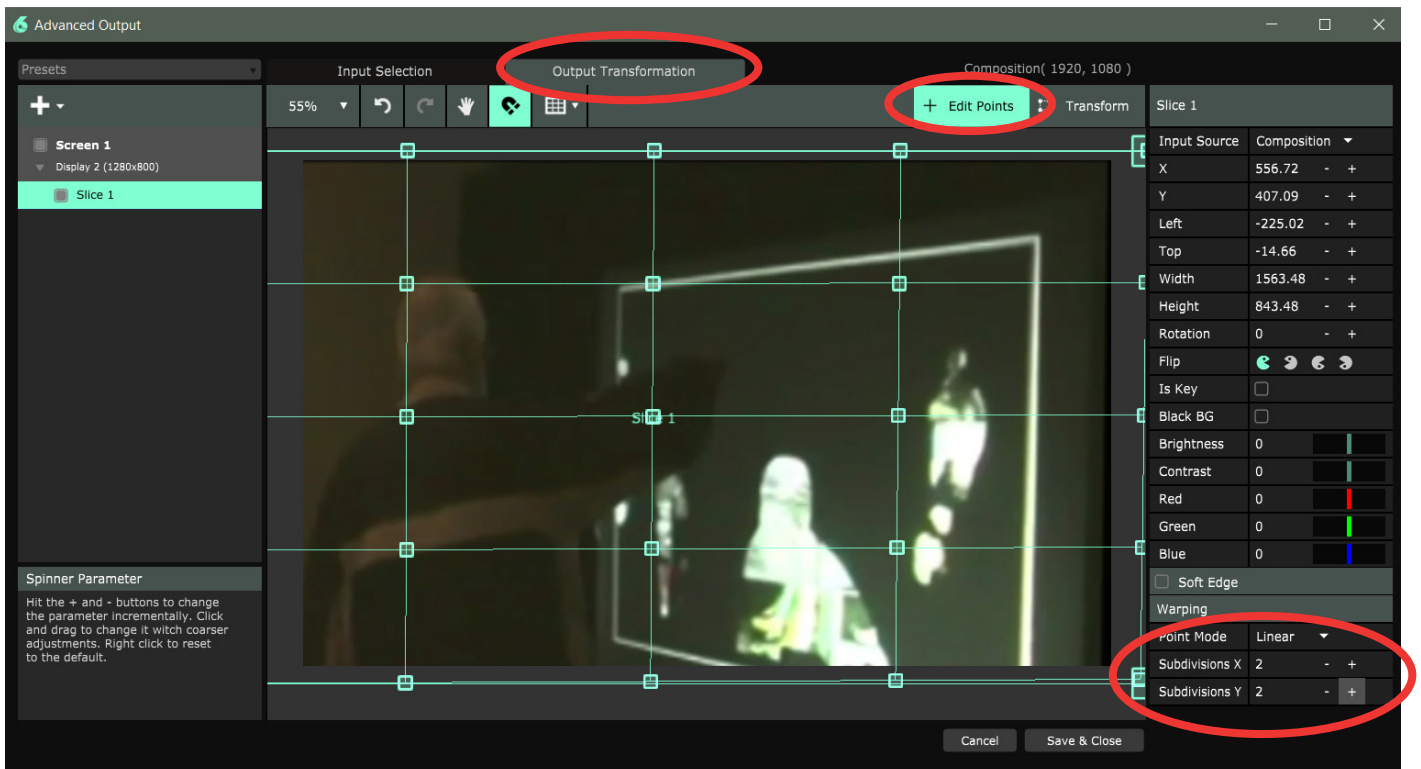 Advanced Output
Presets
Input Selection
Output Transformation
Composition( 1920, 1080 )
55%
+ Edit Points
Transform
Slice 1
Screen 1
Display 2 (1280x800)
Slice 1
Slice 1
Input Source Composition
X 556.72 - +
Y 407.09 - +
Left -225.02 - +
Top -14.66 - +
Width 1563.48 - +
Height 843.48 - +
Rotation 0 - +
Flip
Is Key
Black BG
Brightness 0
Contrast 0
Red 0
Green 0
Blue 0
Soft Edge
Warping
Point Mode Linear
Subdivisions X 2 - +
Subdivisions Y 2 - +
Spinner Parameter
Hit the + and - buttons to change
the parameter incrementally. Click
and drag to change it witch coarser
adjustments. Right click to reset
to the default.
Cancel
Save & Close